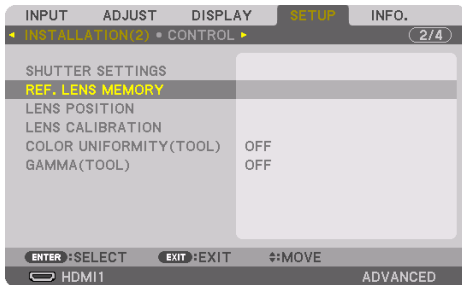 INPUT ADJUST DISPLAY SETUP INFO.
INSTALLATION(2) • CONTROL 2/4
SHUTTER SETTINGS
REF. LENS MEMORY
LENS POSITION
LENS CALIBRATION
COLOR UNIFORMITY(TOOL) OFF
GAMMA(TOOL) OFF
ENTER :SELECT EXIT :EXIT :MOVE
HDMI1 ADVANCED